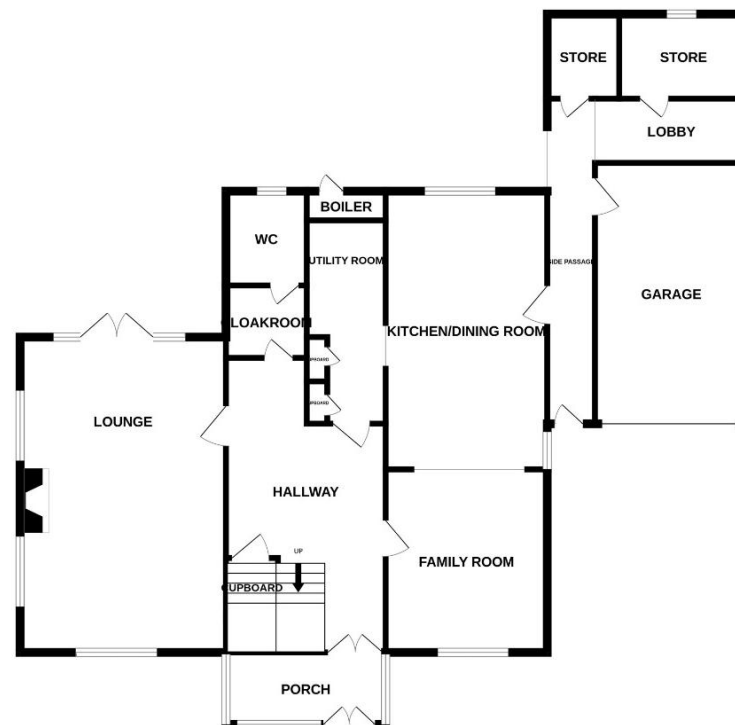 STORE
STORE
LOBBY
BOILER
WC
UTILITY ROOM
SIDE PASSAGE
GARAGE
CLOAKROOM
KITCHEN/DINING ROOM
LOUNGE
HALLWAY
UP
FAMILY ROOM
CUPBOARD
PORCH